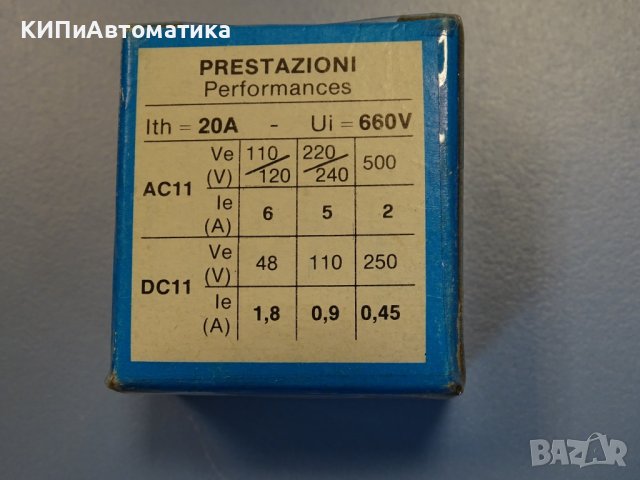 КИПиАвтоматика
PRESTAZIONI
Performances
Ith = 20A - Ui = 660V
AC11 Ve (V) 110/120 220/240 500
Ie (A) 6 5 2
DC11 Ve (V) 48 110 250
Ie (A) 1,8 0,9 0,45
BAZAR